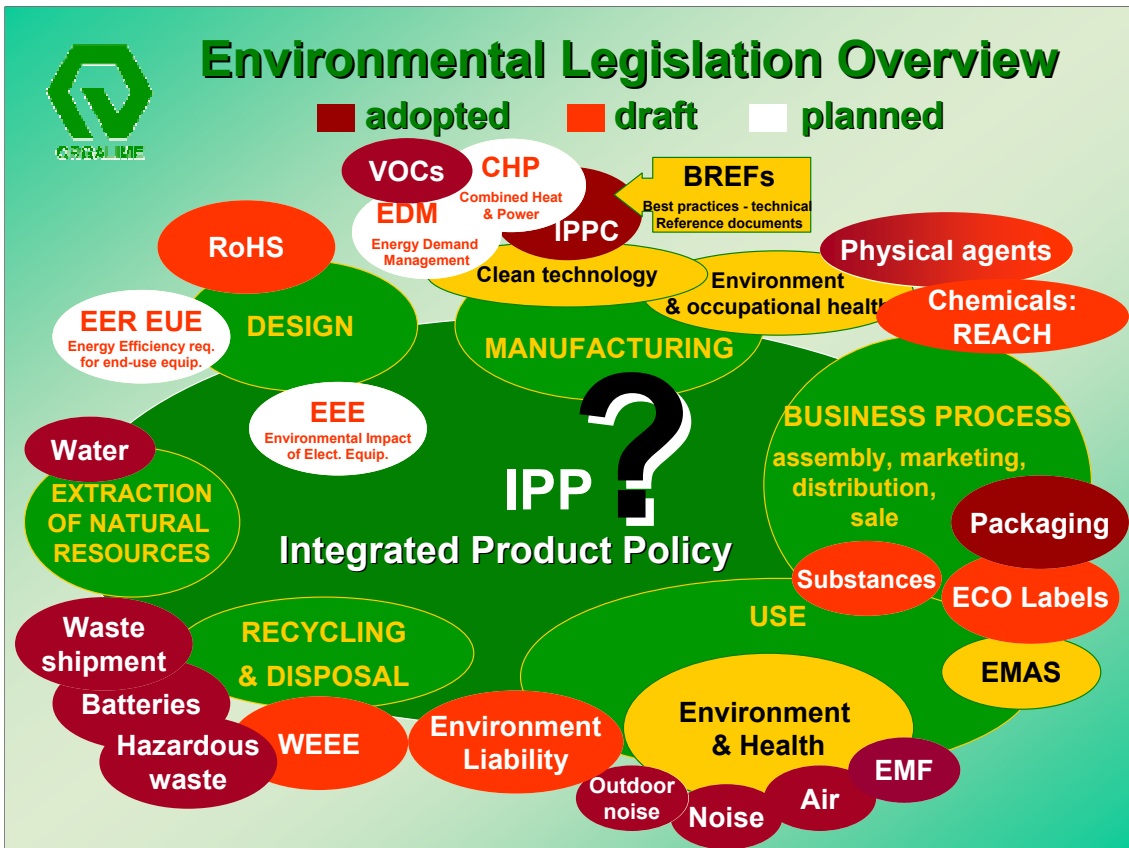 Environmental Legislation Overview
adopted draft planned
ORGALIME
VOCs
CHP
Combined Heat
& Power
EDM
Energy Demand
Management
IPPC
BREFs
Best practices - technical
Reference documents
RoHS
Clean technology
Environment
& occupational health
Physical agents
Chemicals:
REACH
EER EUE
Energy Efficiency req.
for end-use equip.
DESIGN
MANUFACTURING
EEE
Environmental Impact
of Elect. Equip.
BUSINESS PROCESS
assembly, marketing,
distribution,
sale
Water
EXTRACTION
OF NATURAL
RESOURCES
?
IPP
Integrated Product Policy
Packaging
Substances
ECO Labels
USE
EMAS
Waste
shipment
RECYCLING
& DISPOSAL
Batteries
Hazardous
waste
WEEE
Environment
Liability
Environment
& Health
Outdoor
noise
Noise
Air
EMF